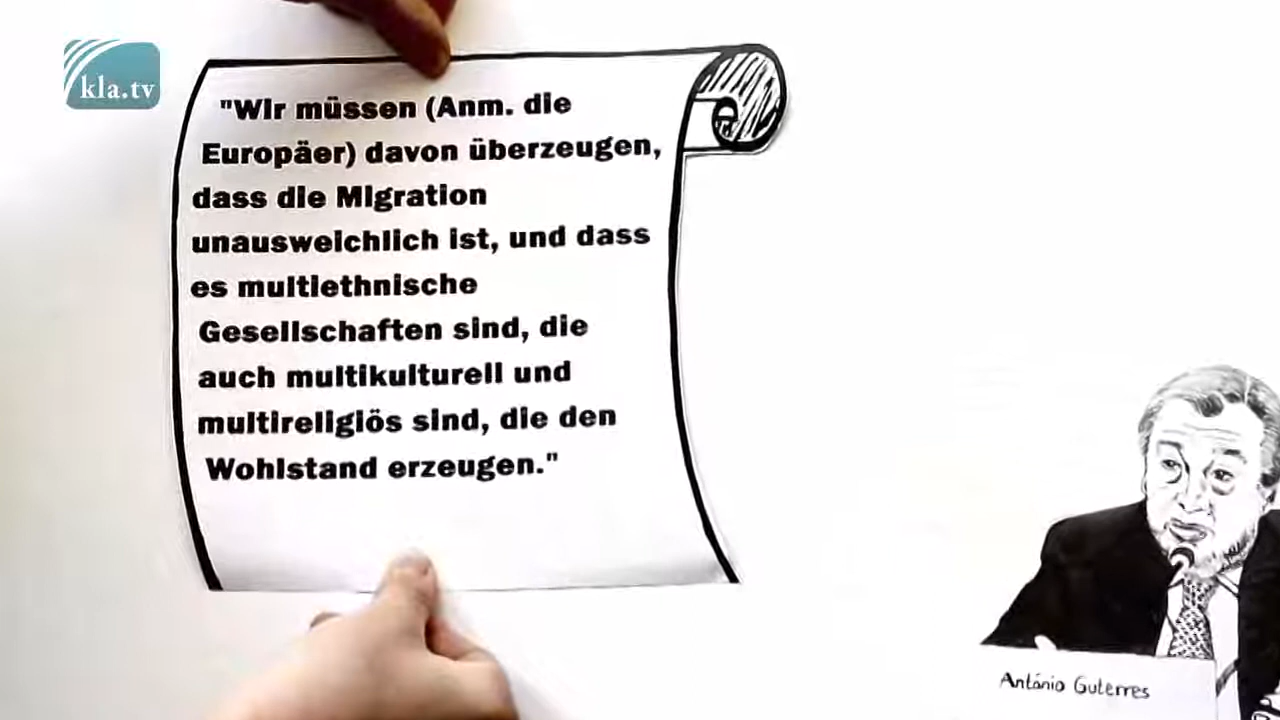 kla.tv
"Wir müssen (Anm. die
Europäer) davon überzeugen,
dass die Migration
unausweichlich ist, und dass
es multiethnische
Gesellschaften sind, die
auch multikulturell und
multireligiös sind, die den
Wohlstand erzeugen."
António Guterres